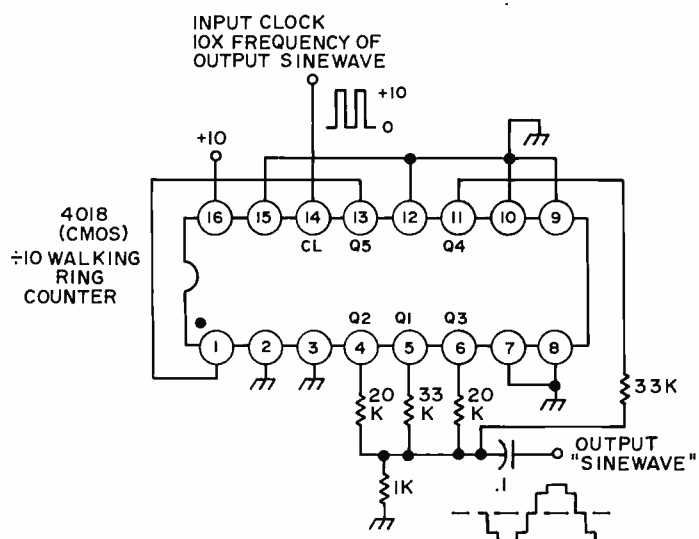 INPUT CLOCK
10X FREQUENCY OF
OUTPUT SINEWAVE
+10
0
+10
4018
(CMOS)
÷10 WALKING
RING
COUNTER
16 15 14 13 12 11 10 9
CL Q5 Q4
Q2 Q1 Q3
1 2 3 4 5 6 7 8
20
K
33
K
20
K
33K
1K
.1
OUTPUT
"SINEWAVE"